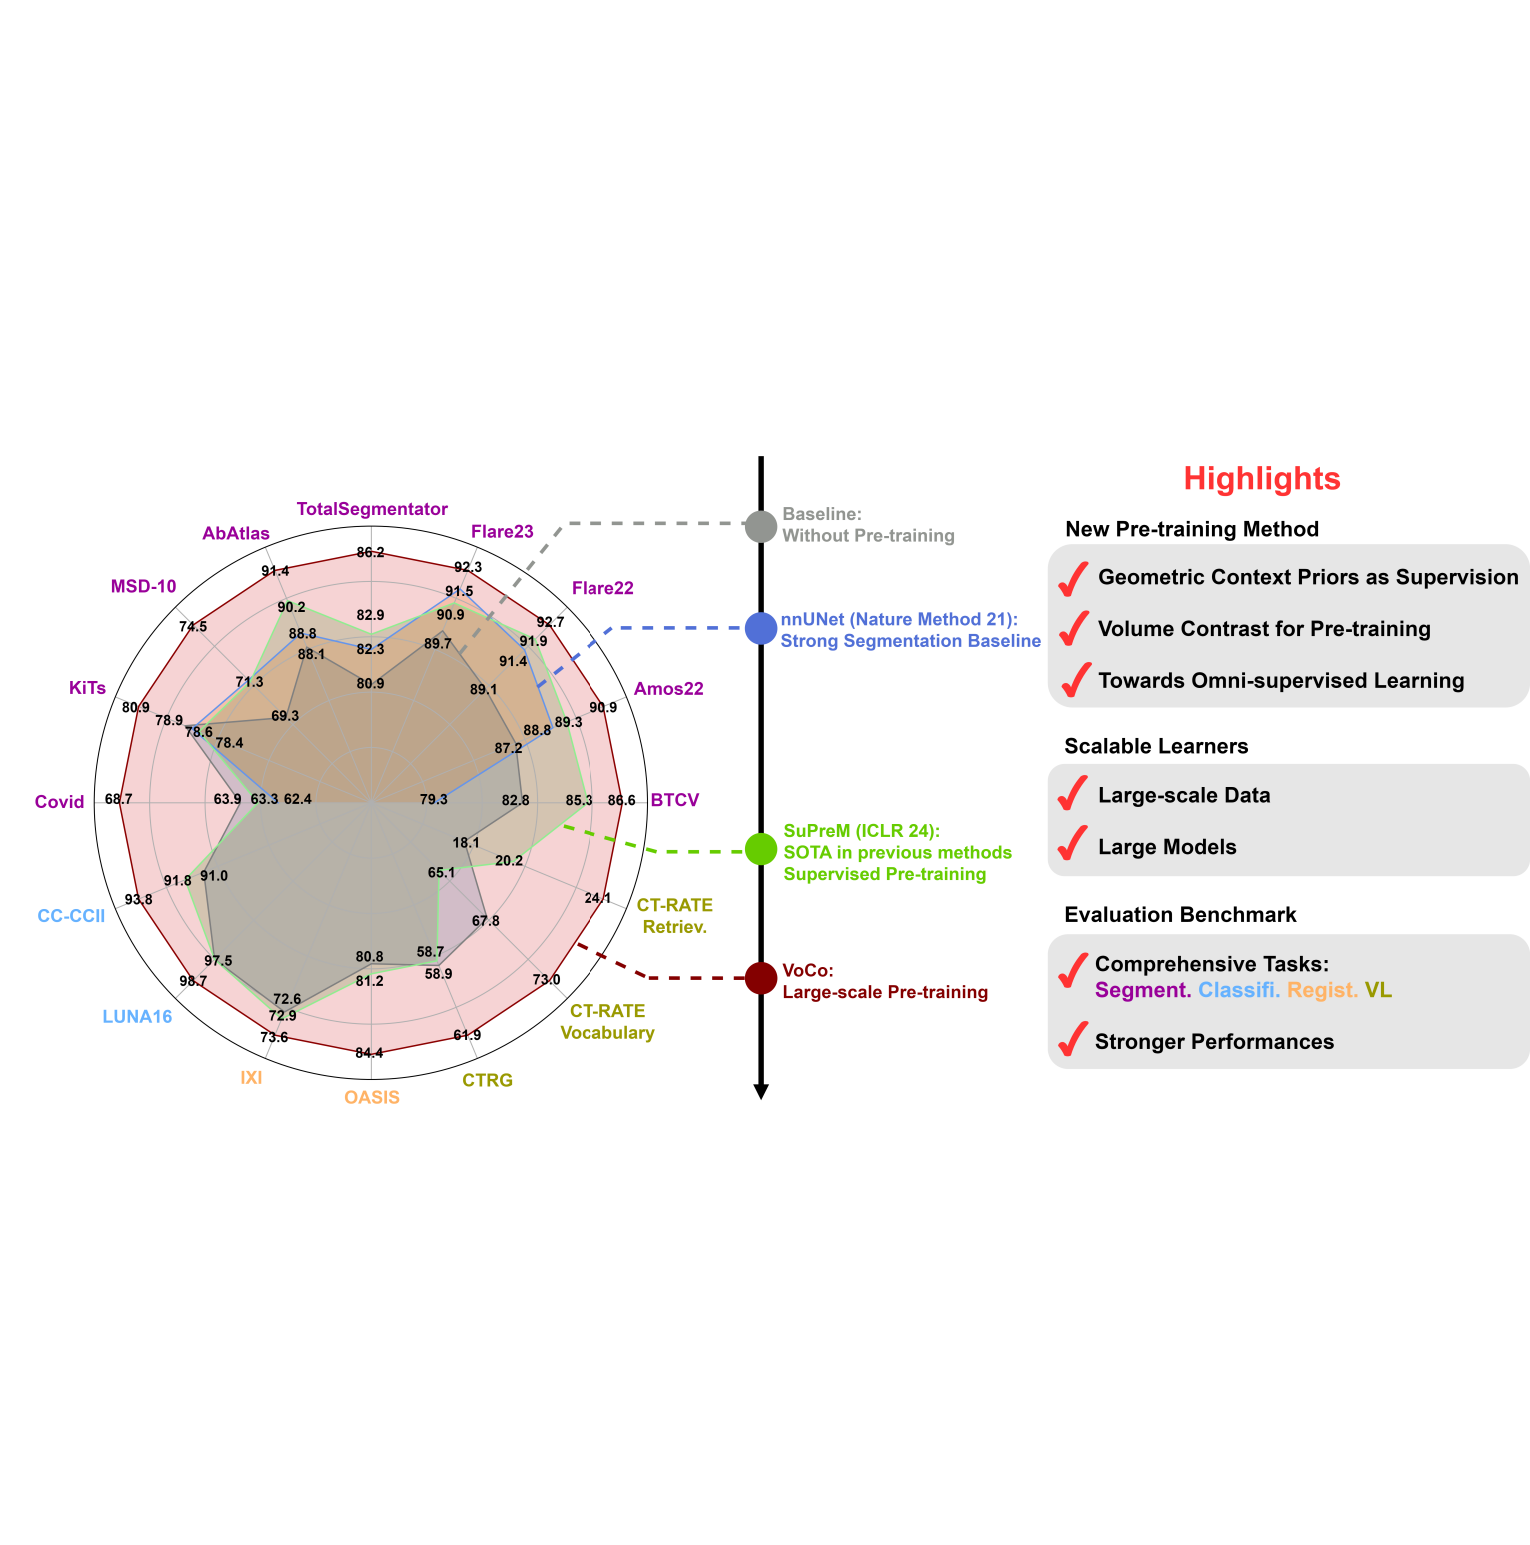 TotalSegmentator
Flare23
Flare22
Amos22
BTCV
CT-RATE
Retriev.
CT-RATE
Vocabulary
CTRG
OASIS
IXI
LUNA16
CC-CCII
Covid
KiTs
MSD-10
AbAtlas
86.2
82.9
82.3
80.9
92.3
91.5
90.9
89.7
92.7
91.9
91.4
89.1
90.9
89.3
88.8
87.2
86.6
85.3
82.8
79.3
24.1
20.2
18.1
73.0
67.8
65.1
61.9
58.9
58.7
84.4
81.2
80.8
73.6
72.9
72.6
98.7
97.5
93.8
91.8
91.0
68.7
63.9
63.3
62.4
80.9
78.9
78.6
78.4
74.5
71.3
69.3
91.4
90.2
88.8
88.1
Baseline:
Without Pre-training
nnUNet (Nature Method 21):
Strong Segmentation Baseline
SuPreM (ICLR 24):
SOTA in previous methods
Supervised Pre-training
VoCo:
Large-scale Pre-training
Highlights
New Pre-training Method
Geometric Context Priors as Supervision
Volume Contrast for Pre-training
Towards Omni-supervised Learning
Scalable Learners
Large-scale Data
Large Models
Evaluation Benchmark
Comprehensive Tasks:
Segment. Classifi. Regist. VL
Stronger Performances